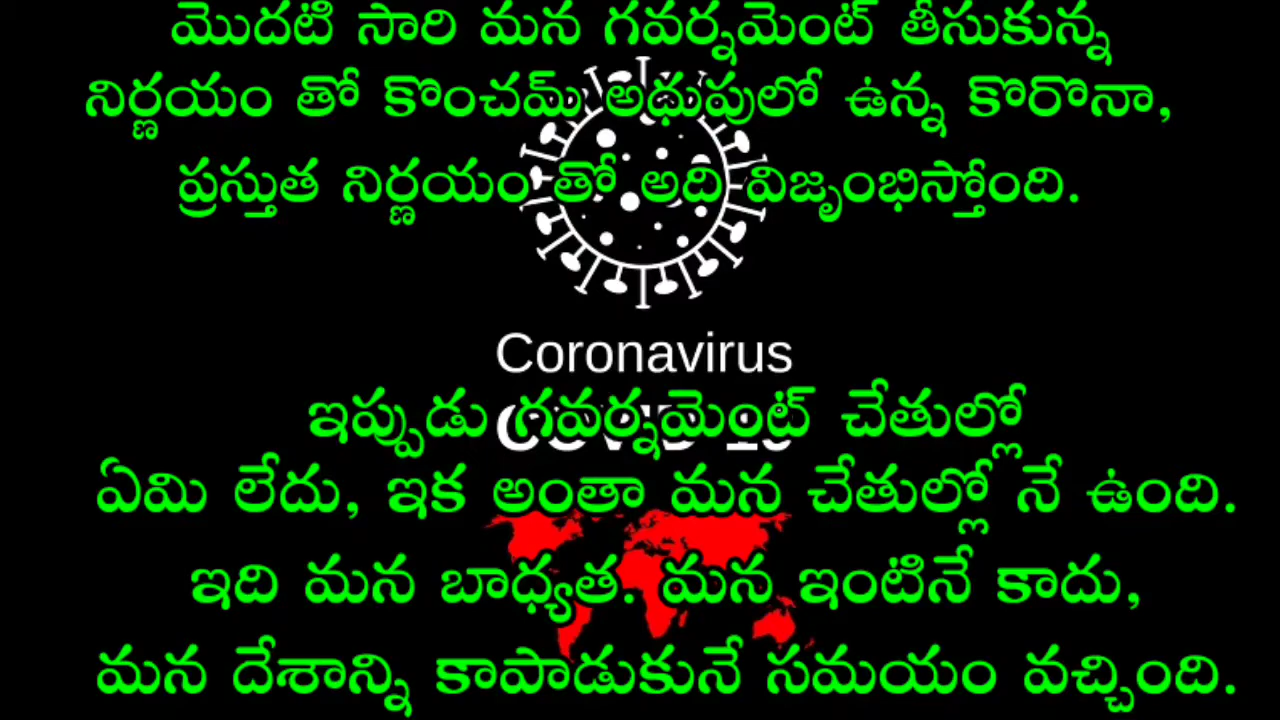 మొదటి సారి మన గవర్నమెంట్ తీసుకున్న
నిర్ణయం తో కొంచమ్ అధుపులో ఉన్న కొరొనా,
ప్రస్తుత నిర్ణయం తో అది విజృంభిస్తోంది.
Coronavirus
ఇప్పుడు గవర్నమెంట్ చేతుల్లో
ఏమి లేదు, ఇక అంతా మన చేతుల్లో నే ఉంది.
ఇది మన బాధ్యత. మన ఇంటినే కాదు,
మన దేశాన్ని కాపాడుకునే సమయం వచ్చింది.